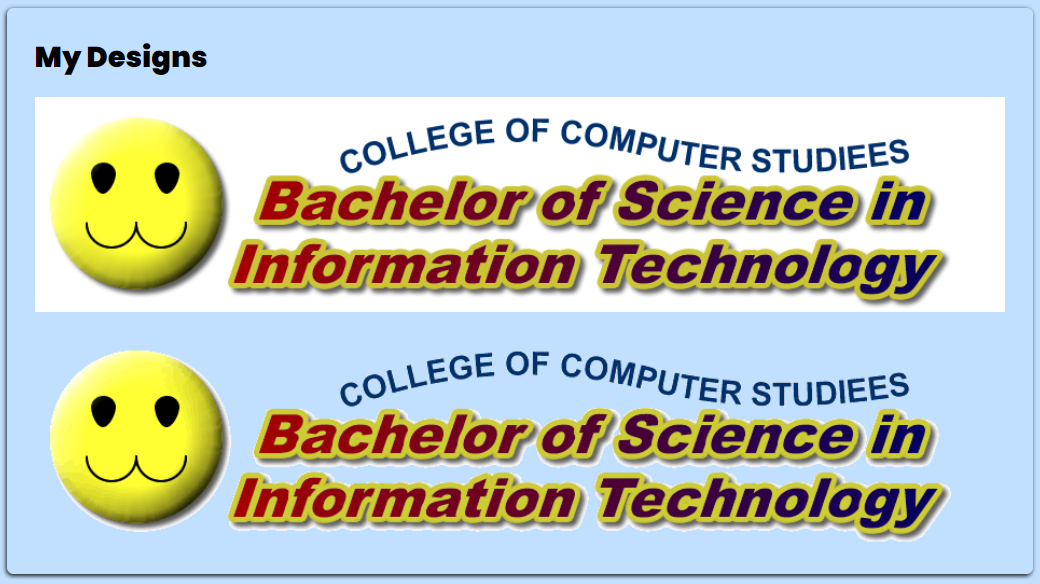 My Designs
COLLEGE OF COMPUTER STUDIEES
Bachelor of Science in
Information Technology
COLLEGE OF COMPUTER STUDIEES
Bachelor of Science in
Information Technology